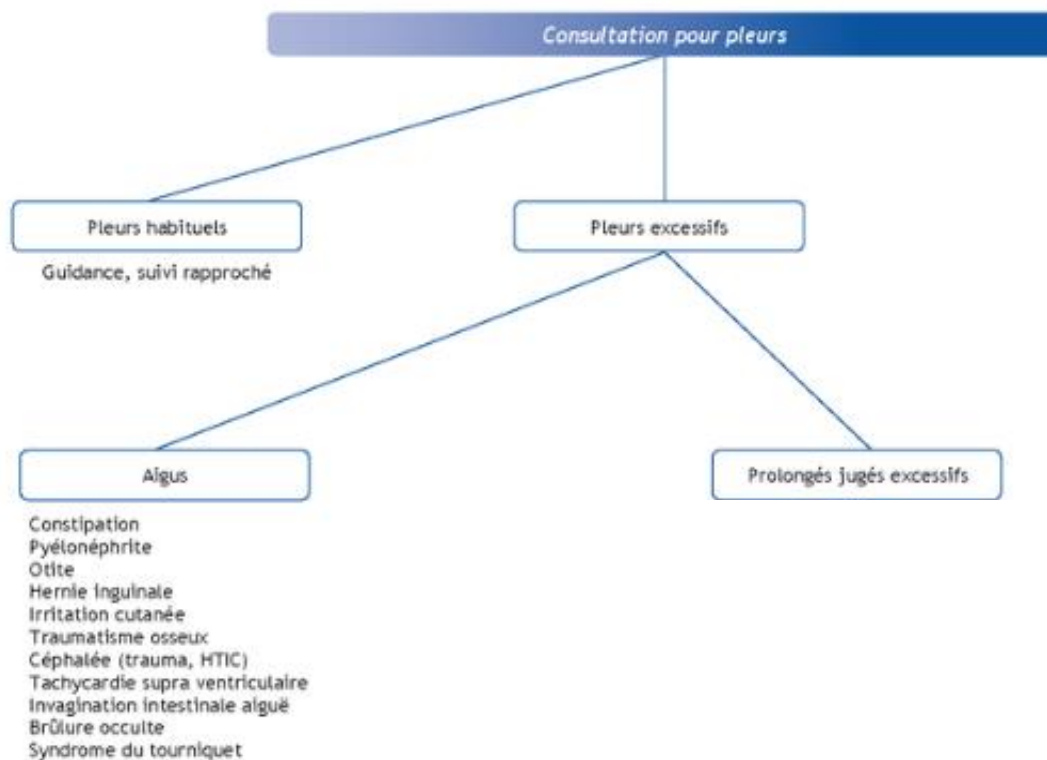 Consultation pour pleurs
Pleurs habituels
Pleurs excessifs
Guidance, suivi rapproché
Aigus
Prolongés jugés excessifs
Constipation
Pyélonéphrite
Otite
Hernie inguinale
Irritation cutanée
Traumatisme osseux
Céphalée (trauma, HTIC)
Tachycardie supra ventriculaire
Invagination intestinale aiguë
Brûlure occulte
Syndrome du tourniquet